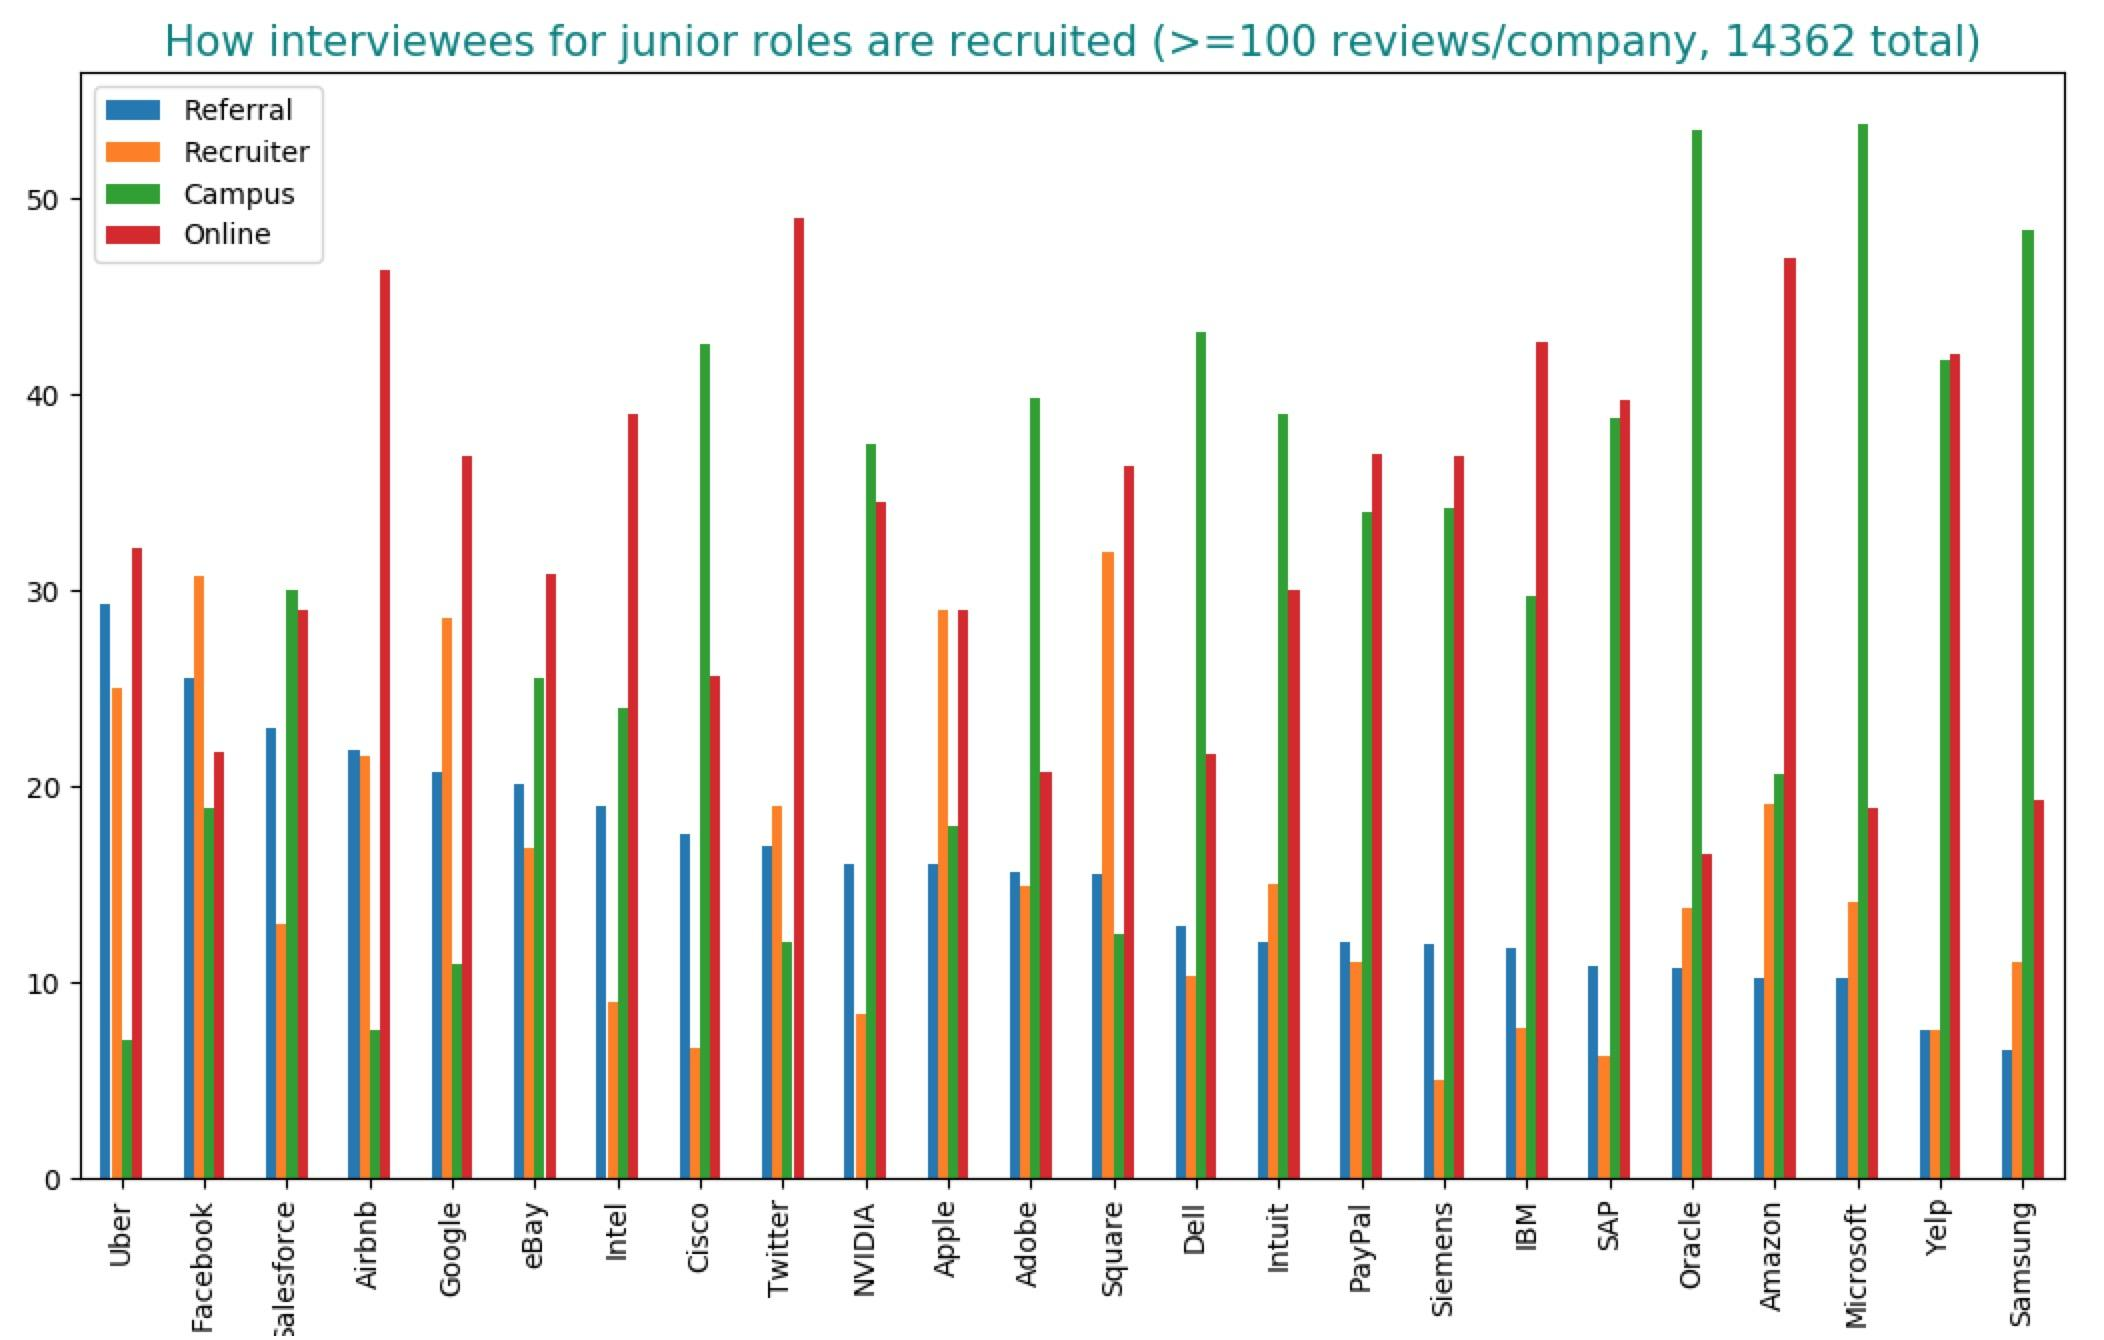 How interviewees for junior roles are recruited (>=100 reviews/company, 14362 total)
Referral
Recruiter
Campus
Online
50
40
30
20
10
0
Uber
Facebook
Salesforce
Airbnb
Google
eBay
Intel
Cisco
Twitter
NVIDIA
Apple
Adobe
Square
Dell
Intuit
PayPal
Siemens
IBM
SAP
Oracle
Amazon
Microsoft
Yelp
Samsung